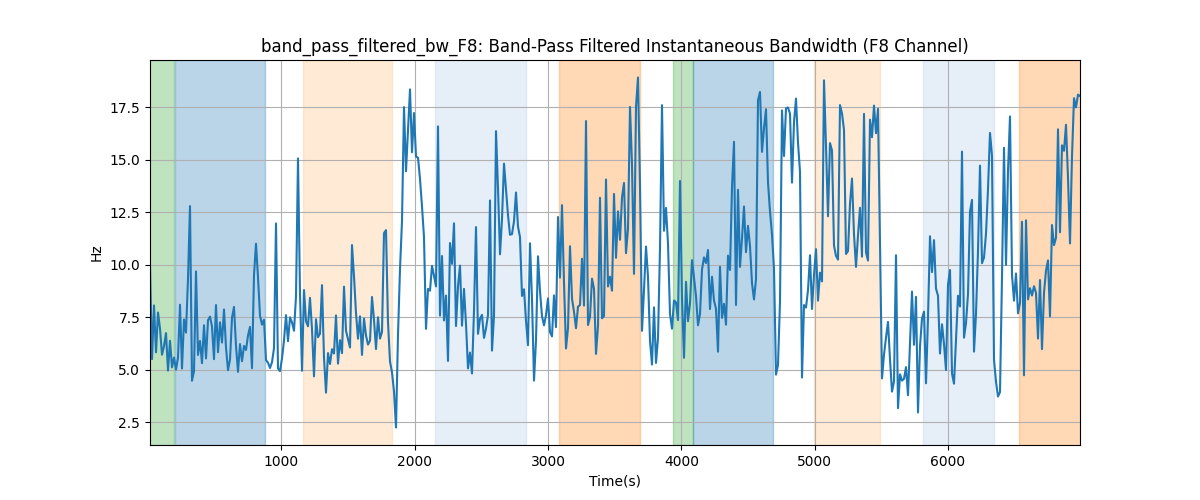 band_pass_filtered_bw_F8: Band-Pass Filtered Instantaneous Bandwidth (F8 Channel)
17.5
15.0
12.5
10.0
7.5
5.0
2.5
Hz
1000 2000 3000 4000 5000 6000
Time(s)